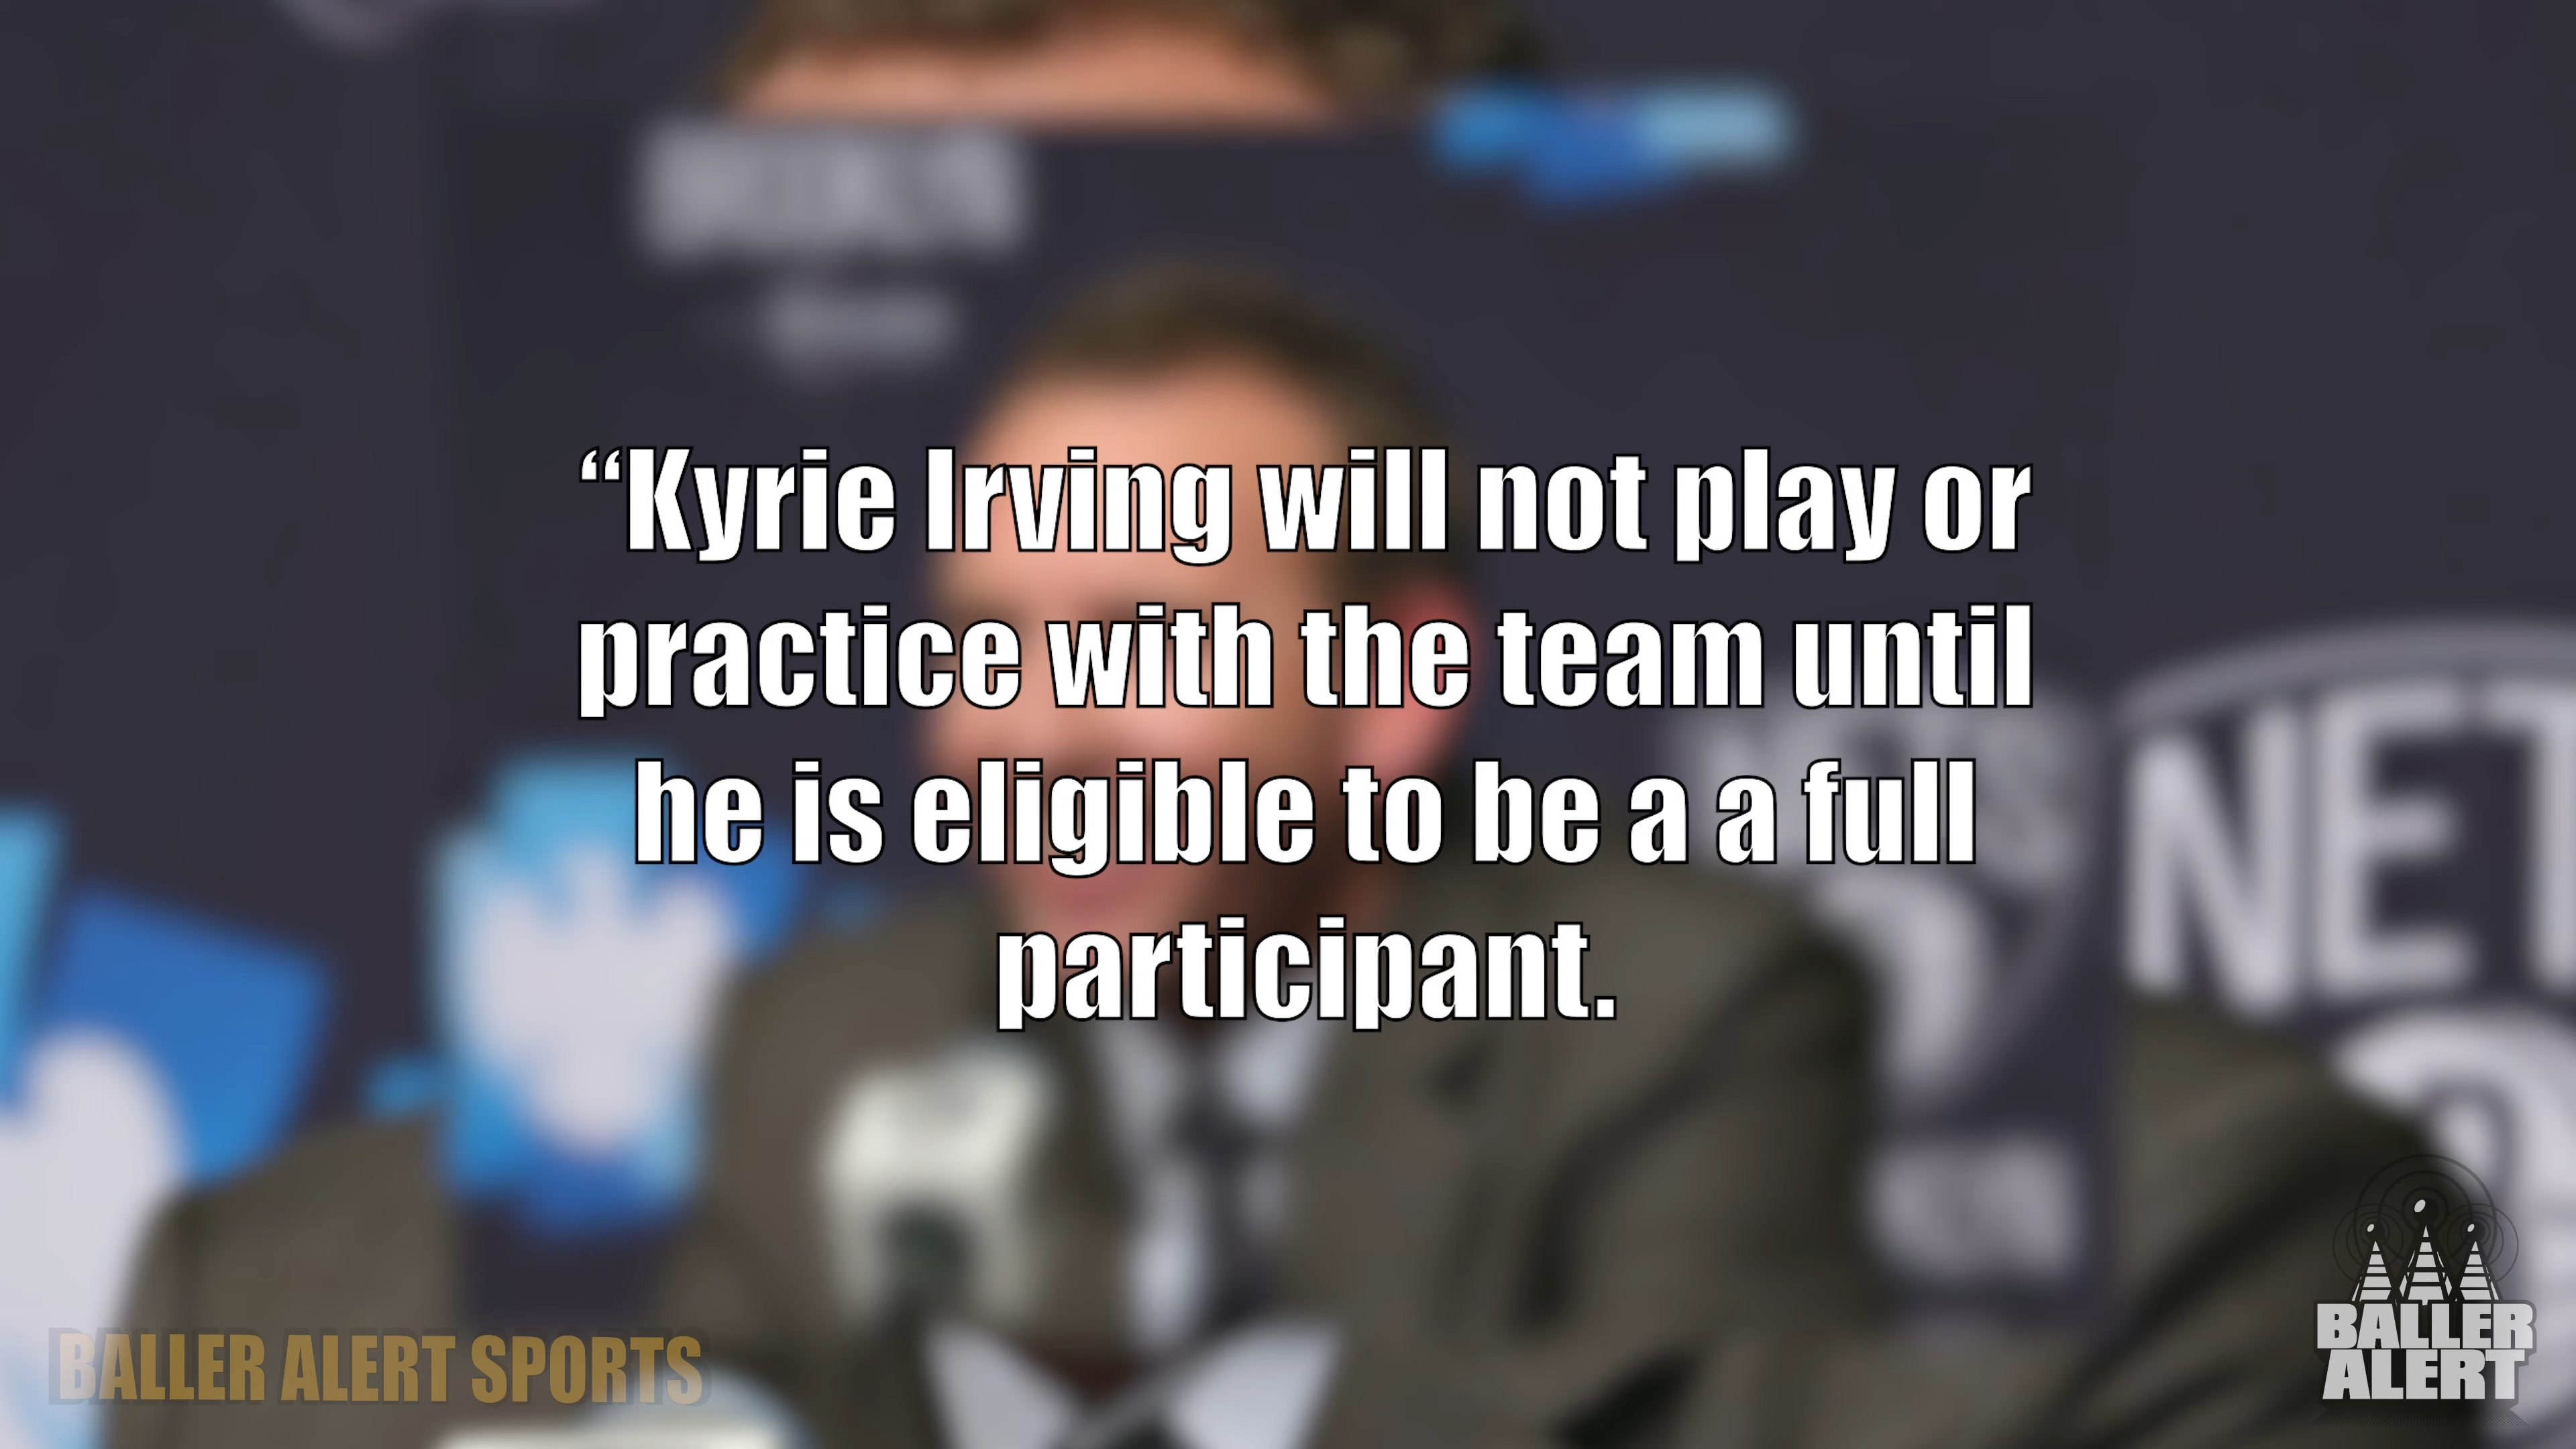 “Kyrie Irving will not play or
practice with the team until
he is eligible to be a a full
participant.
NET
BALLER ALERT SPORTS
BALLER
ALERT